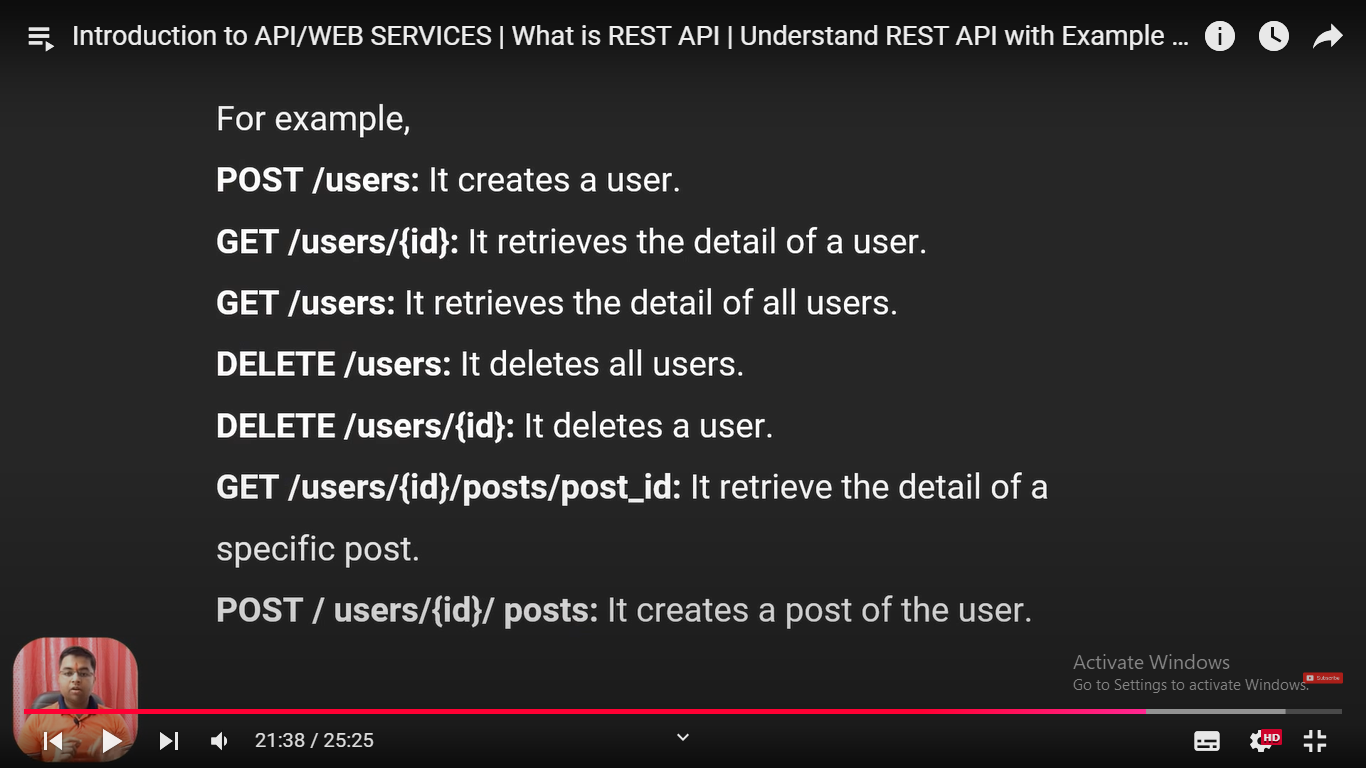 Introduction to API/WEB SERVICES | What is REST API | Understand REST API with Example ...
For example,
POST /users: It creates a user.
GET /users/{id}: It retrieves the detail of a user.
GET /users: It retrieves the detail of all users.
DELETE /users: It deletes all users.
DELETE /users/{id}: It deletes a user.
GET /users/{id}/posts/post_id: It retrieve the detail of a
specific post.
POST / users/{id}/ posts: It creates a post of the user.
Activate Windows
Go to Settings to activate Windows.
Subscribe
21:38 / 25:25
HD